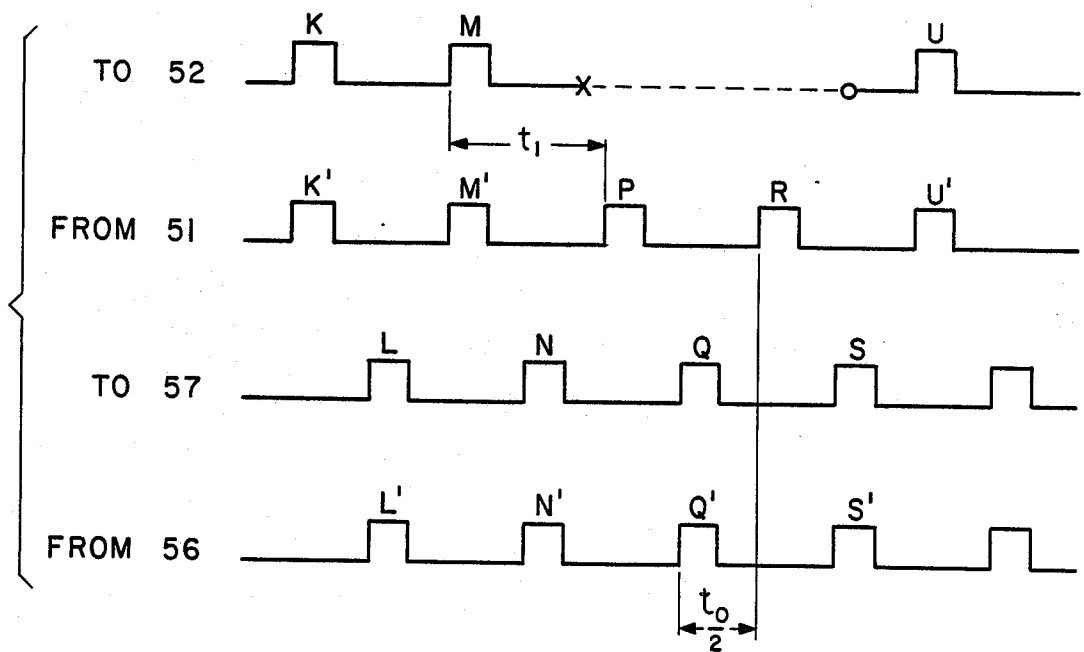 K M U
TO 52
t1
K' M' P R U'
FROM 51
L N Q S
TO 57
L' N' Q' S'
FROM 56
t0
2